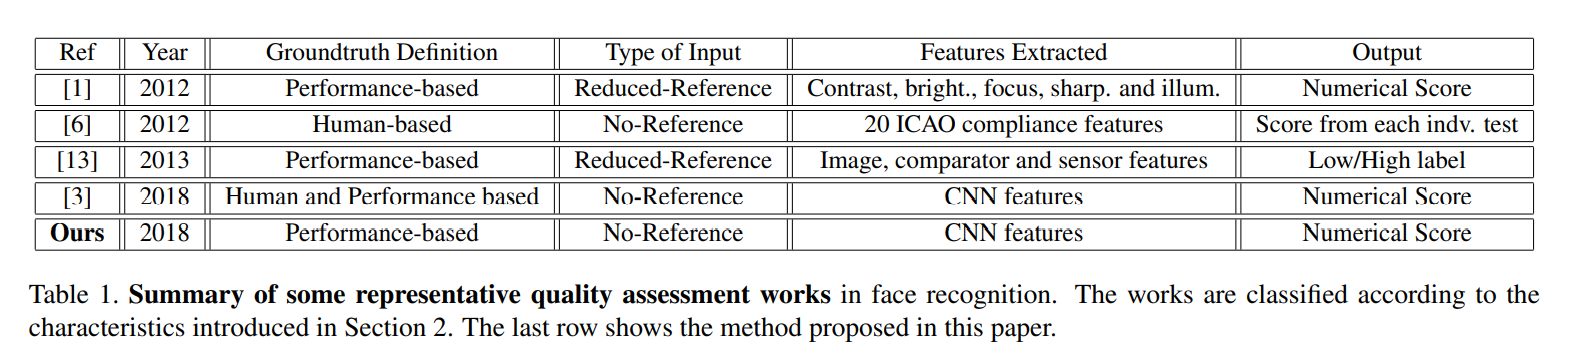 Ref Year Groundtruth Definition Type of Input Features Extracted Output
[1] 2012 Performance-based Reduced-Reference Contrast, bright., focus, sharp. and illum. Numerical Score
[6] 2012 Human-based No-Reference 20 ICAO compliance features Score from each indv. test
[13] 2013 Performance-based Reduced-Reference Image, comparator and sensor features Low/High label
[3] 2018 Human and Performance based No-Reference CNN features Numerical Score
Ours 2018 Performance-based No-Reference CNN features Numerical Score
Table 1. Summary of some representative quality assessment works in face recognition. The works are classified according to the
characteristics introduced in Section 2. The last row shows the method proposed in this paper.